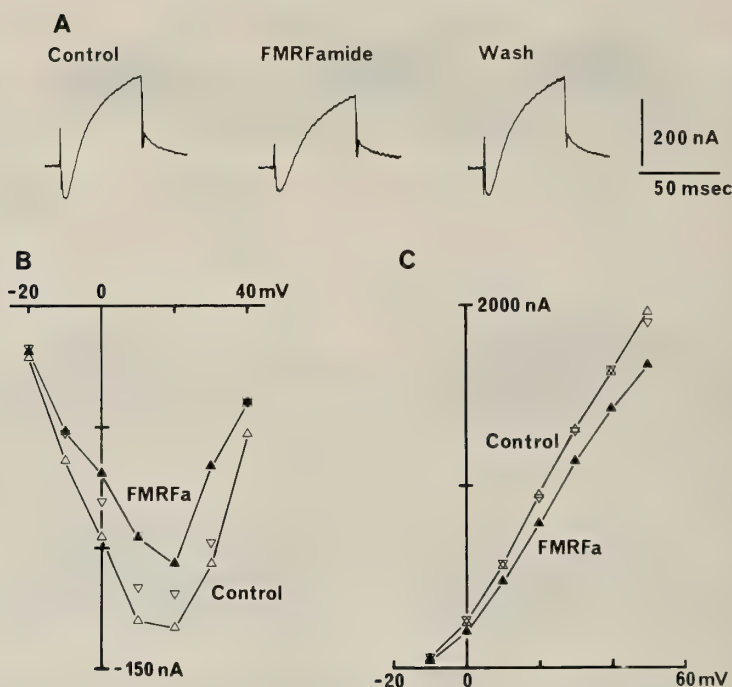 A
Control
FMRFamide
Wash
200 nA
50 msec
B
-20
0
40 mV
FMRFa
Control
-150 nA
C
2000 nA
Control
FMRFa
-20
0
60 mV